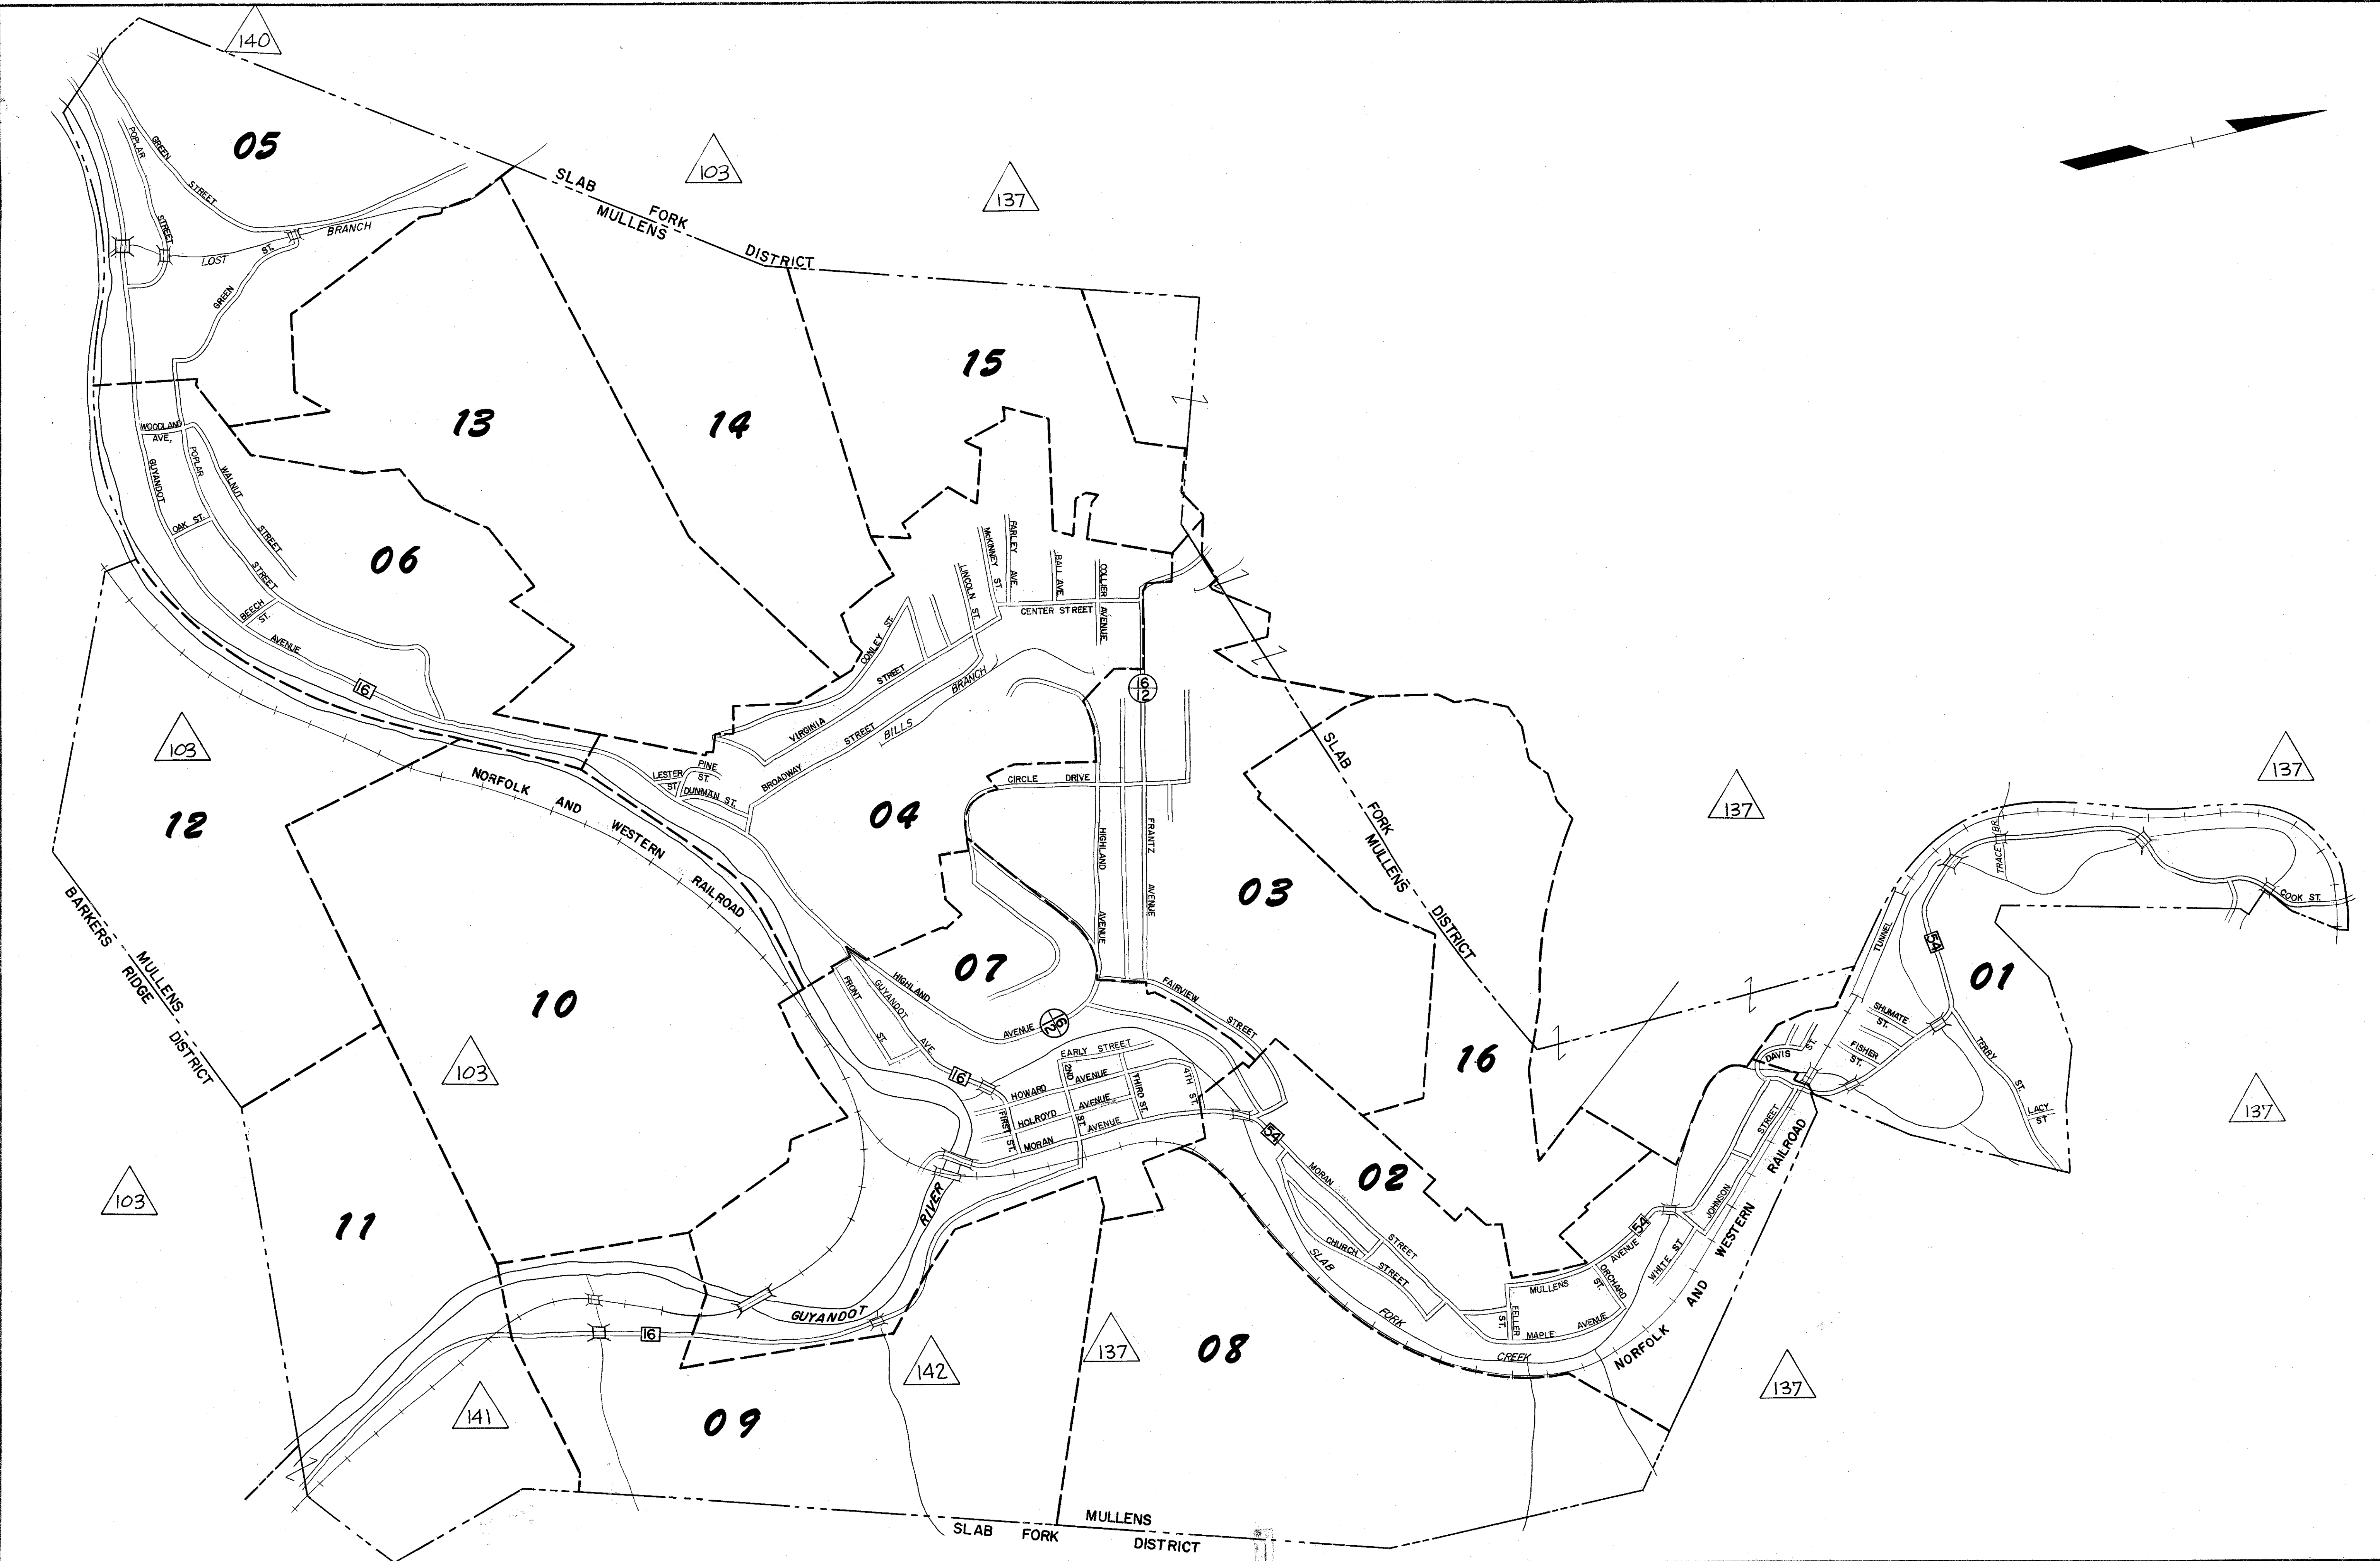 140
05
POPLAR
STREET
GREEN
STREET
LOST
BRANCH
GREEN
ST.
SLAB FORK
MULLENS
DISTRICT
103
137
13
14
15
WOODLAND
AVE,
GUYANDOT
POPLAR
WALNUT
STREET
OAK ST.
STREET
BEECH
ST.
AVENUE
16
06
McKINNEY
ST.
FARLEY
AVE.
BALL AVE.
COLLIER
AVENUE
LINCOLN
ST.
CENTER STREET
CONLEY ST.
VIRGINIA STREET
BROADWAY STREET
BILLS BRANCH
16
12
PINE
ST.
LESTER
ST.
DUNMAN ST.
CIRCLE DRIVE
HIGHLAND
AVENUE
FRANTZ
AVENUE
04
03
103
12
NORFOLK AND WESTERN RAILROAD
SLAB FORK
MULLENS
DISTRICT
137
137
TRACE BR.
COOK ST.
TUNNEL
54
01
SHUMATE
ST.
FISHER
ST.
TERRY
ST.
LACY
ST
137
DAVIS
ST.
BARKERS RIDGE
MULLENS
DISTRICT
10
103
07
HIGHLAND
AVENUE
16
2
FRONT
ST.
GUYANDOT
AVE.
16
FAIRVIEW
STREET
EARLY STREET
HOWARD AVENUE
HOLROYD AVENUE
MORAN AVENUE
FIRST
ST.
2ND
ST.
THIRD ST.
4TH
ST.
16
54
MORAN
STREET
02
CHURCH
STREET
SLAB
FORK
CREEK
MULLENS
AVENUE
54
FELLER
ST.
MAPLE AVENUE
ORCHARD
ST.
WHITE ST.
JOHNSON
STREET
NORFOLK AND WESTERN RAILROAD
103
11
RIVER
GUYANDOT
16
141
142
137
08
09
137
SLAB FORK
MULLENS
DISTRICT